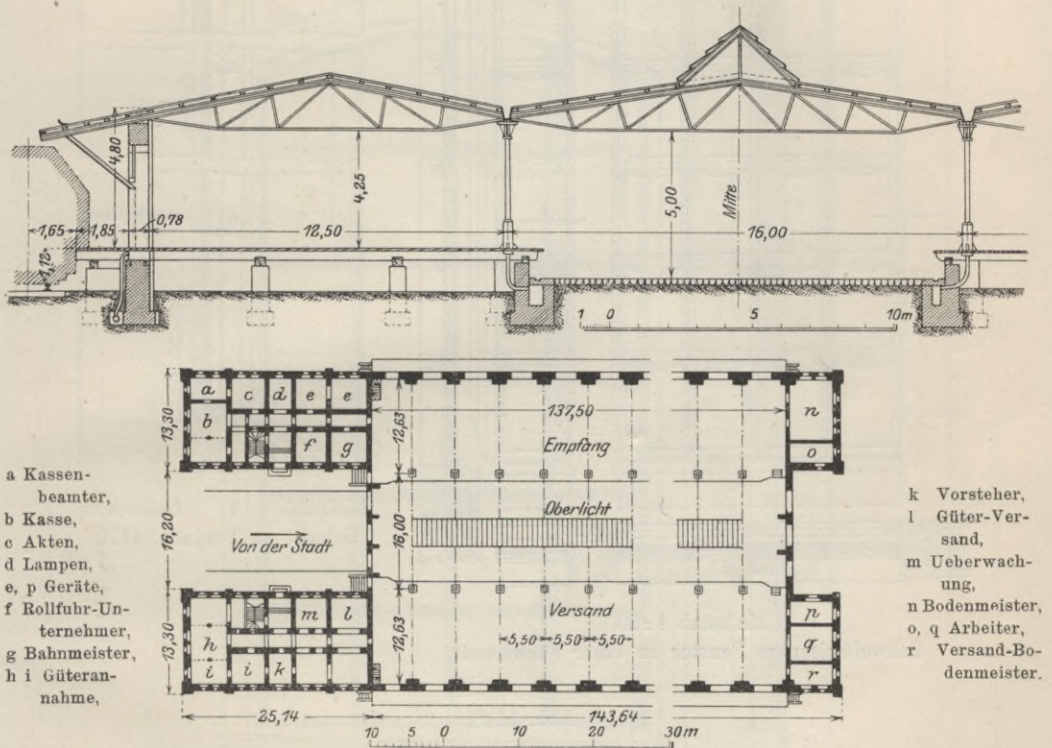 4,80
4,25
5,00
Mitte
1,65
1,85
0,78
12,50
16,00
1,12
1 0 5 10m
a
c
d
e
e
b
f
g
13,30
12,63
137,50
Empfang
n
o
16,20
Von der Stadt
16,00
Oberlicht
13,30
12,63
Versand
5,50
5,50
5,50
m
l
h
i
i
k
p
q
r
25,14
143,64
10 5 0 10 20 30m
a Kassen-
beamter,
b Kasse,
c Akten,
d Lampen,
e, p Geräte,
f Rollfuhr-Un-
ternehmer,
g Bahnmeister,
h i Güteran-
nahme,
k Vorsteher,
l Güter-Ver-
sand,
m Ueberwach-
ung,
n Bodenmeister,
o, q Arbeiter,
r Versand-Bo-
denmeister.